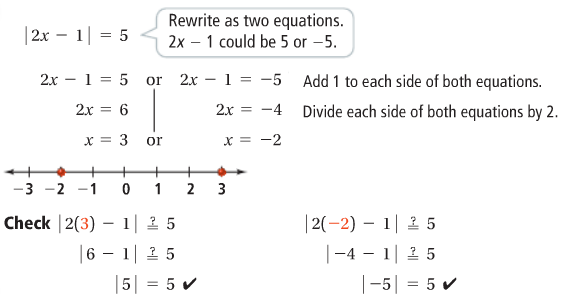 |2x − 1| = 5
Rewrite as two equations.
2x − 1 could be 5 or −5.
2x − 1 = 5 or 2x − 1 = −5 Add 1 to each side of both equations.
2x = 6 2x = −4 Divide each side of both equations by 2.
x = 3 or x = −2
−3 −2 −1 0 1 2 3
Check |2(3) − 1| ≟ 5 |2(−2) − 1| ≟ 5
|6 − 1| ≟ 5 |−4 − 1| ≟ 5
|5| = 5 ✔ |−5| = 5 ✔